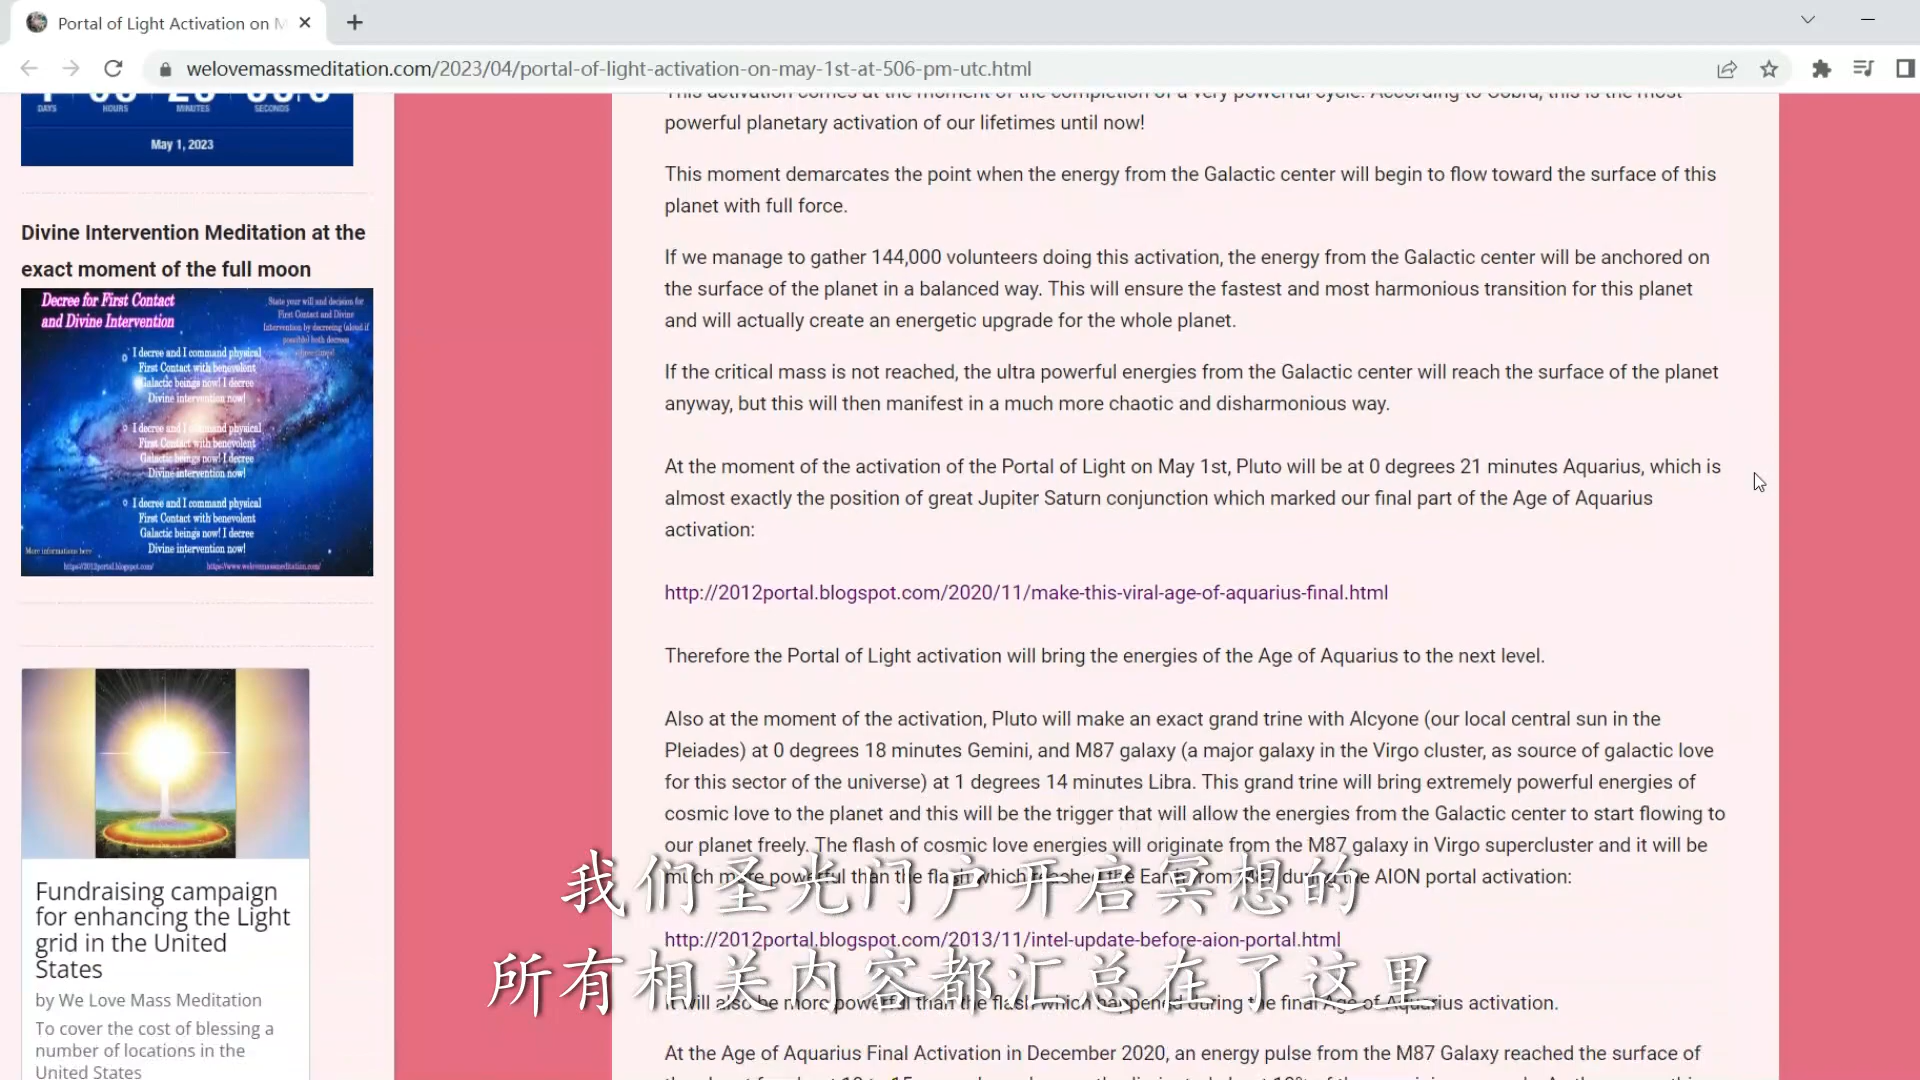 Portal of Light Activation on M
welovemassmeditation.com/2023/04/portal-of-light-activation-on-may-1st-at-506-pm-utc.html
DAYS HOURS MINUTES SECONDS
May 1, 2023
Divine Intervention Meditation at the
exact moment of the full moon
Decree for First Contact
and Divine Intervention
State your will and decision for
First Contact and Divine
Intervention by decreeing (aloud if
possible) both decrees
I decree and I command physical
First Contact with benevolent
Galactic beings now! I decree
Divine intervention now!
I decree and I command physical
First Contact with benevolent
Galactic beings now! I decree
Divine intervention now!
I decree and I command physical
First Contact with benevolent
Galactic beings now! I decree
Divine intervention now!
More informations here
https://2012portal.blogspot.com/
https://www.welovemassmeditation.com/
Fundraising campaign
for enhancing the Light
grid in the United
States
by We Love Mass Meditation
To cover the cost of blessing a
number of locations in the
United States
This activation comes at the moment of the completion of a very powerful cycle. According to Cobra, this is the most
powerful planetary activation of our lifetimes until now!
This moment demarcates the point when the energy from the Galactic center will begin to flow toward the surface of this
planet with full force.
If we manage to gather 144,000 volunteers doing this activation, the energy from the Galactic center will be anchored on
the surface of the planet in a balanced way. This will ensure the fastest and most harmonious transition for this planet
and will actually create an energetic upgrade for the whole planet.
If the critical mass is not reached, the ultra powerful energies from the Galactic center will reach the surface of the planet
anyway, but this will then manifest in a much more chaotic and disharmonious way.
At the moment of the activation of the Portal of Light on May 1st, Pluto will be at 0 degrees 21 minutes Aquarius, which is
almost exactly the position of great Jupiter Saturn conjunction which marked our final part of the Age of Aquarius
activation:
http://2012portal.blogspot.com/2020/11/make-this-viral-age-of-aquarius-final.html
Therefore the Portal of Light activation will bring the energies of the Age of Aquarius to the next level.
Also at the moment of the activation, Pluto will make an exact grand trine with Alcyone (our local central sun in the
Pleiades) at 0 degrees 18 minutes Gemini, and M87 galaxy (a major galaxy in the Virgo cluster, as source of galactic love
for this sector of the universe) at 1 degrees 14 minutes Libra. This grand trine will bring extremely powerful energies of
cosmic love to the planet and this will be the trigger that will allow the energies from the Galactic center to start flowing to
our planet freely. The flash of cosmic love energies will originate from the M87 galaxy in Virgo supercluster and it will be
much more powerful than the flash which reached the Earth from M87 during the AION portal activation:
http://2012portal.blogspot.com/2013/11/intel-update-before-aion-portal.html
It will also be more powerful than the flash which happened during the final Age of Aquarius activation.
At the Age of Aquarius Final Activation in December 2020, an energy pulse from the M87 Galaxy reached the surface of
我们圣光门户开启冥想的
所有相关内容都汇总在了这里